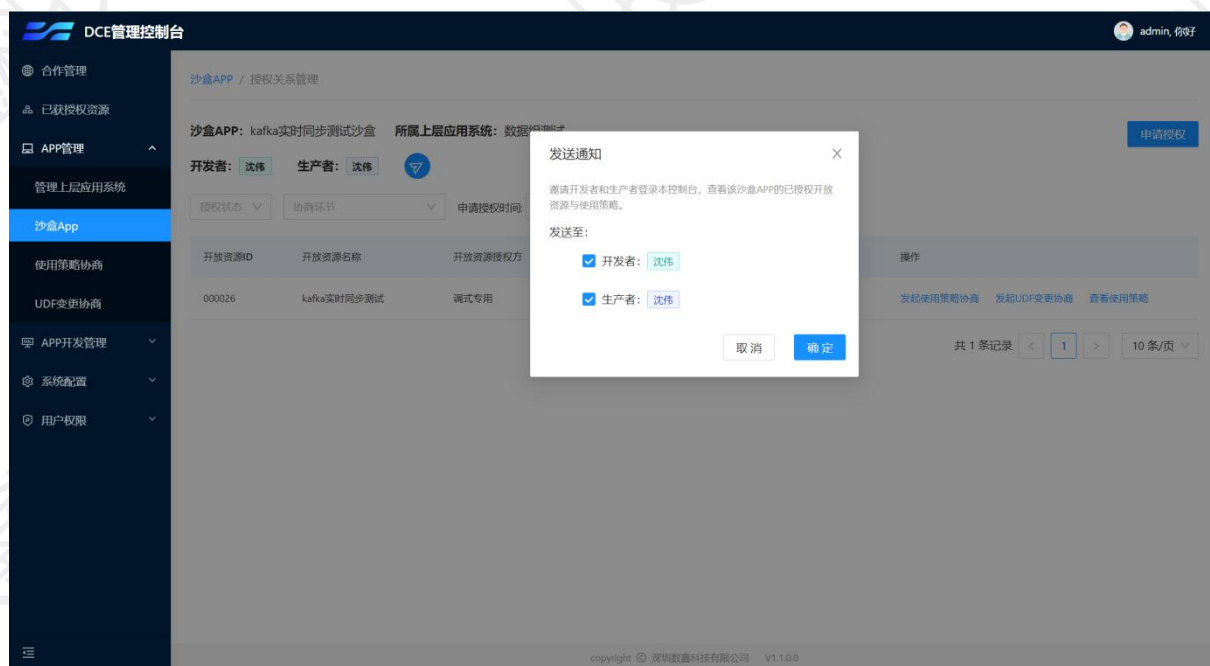 DCE管理控制台
admin, 你好
合作管理
已获授权资源
APP管理
管理上层应用系统
沙盒App
使用策略协商
UDF变更协商
APP开发管理
系统配置
用户权限
沙盒APP / 授权关系管理
沙盒APP：kafka实时同步测试沙盒 所属上层应用系统：数据组测试
申请授权
开发者：沈伟 生产者：沈伟
授权状态 协商环节 申请授权时间:
开放资源ID 开放资源名称 开放资源授权方 操作
000026 kafka实时同步测试 调式专用 发起使用策略协商 发起UDF变更协商 查看使用策略
共 1 条记录 < 1 > 10 条/页
发送通知
邀请开发者和生产者登录本控制台，查看该沙盒APP的已授权开放
资源与使用策略。
发送至：
开发者：沈伟
生产者：沈伟
取 消 确 定
copyright © 深圳数鑫科技有限公司 V1.1.0.0